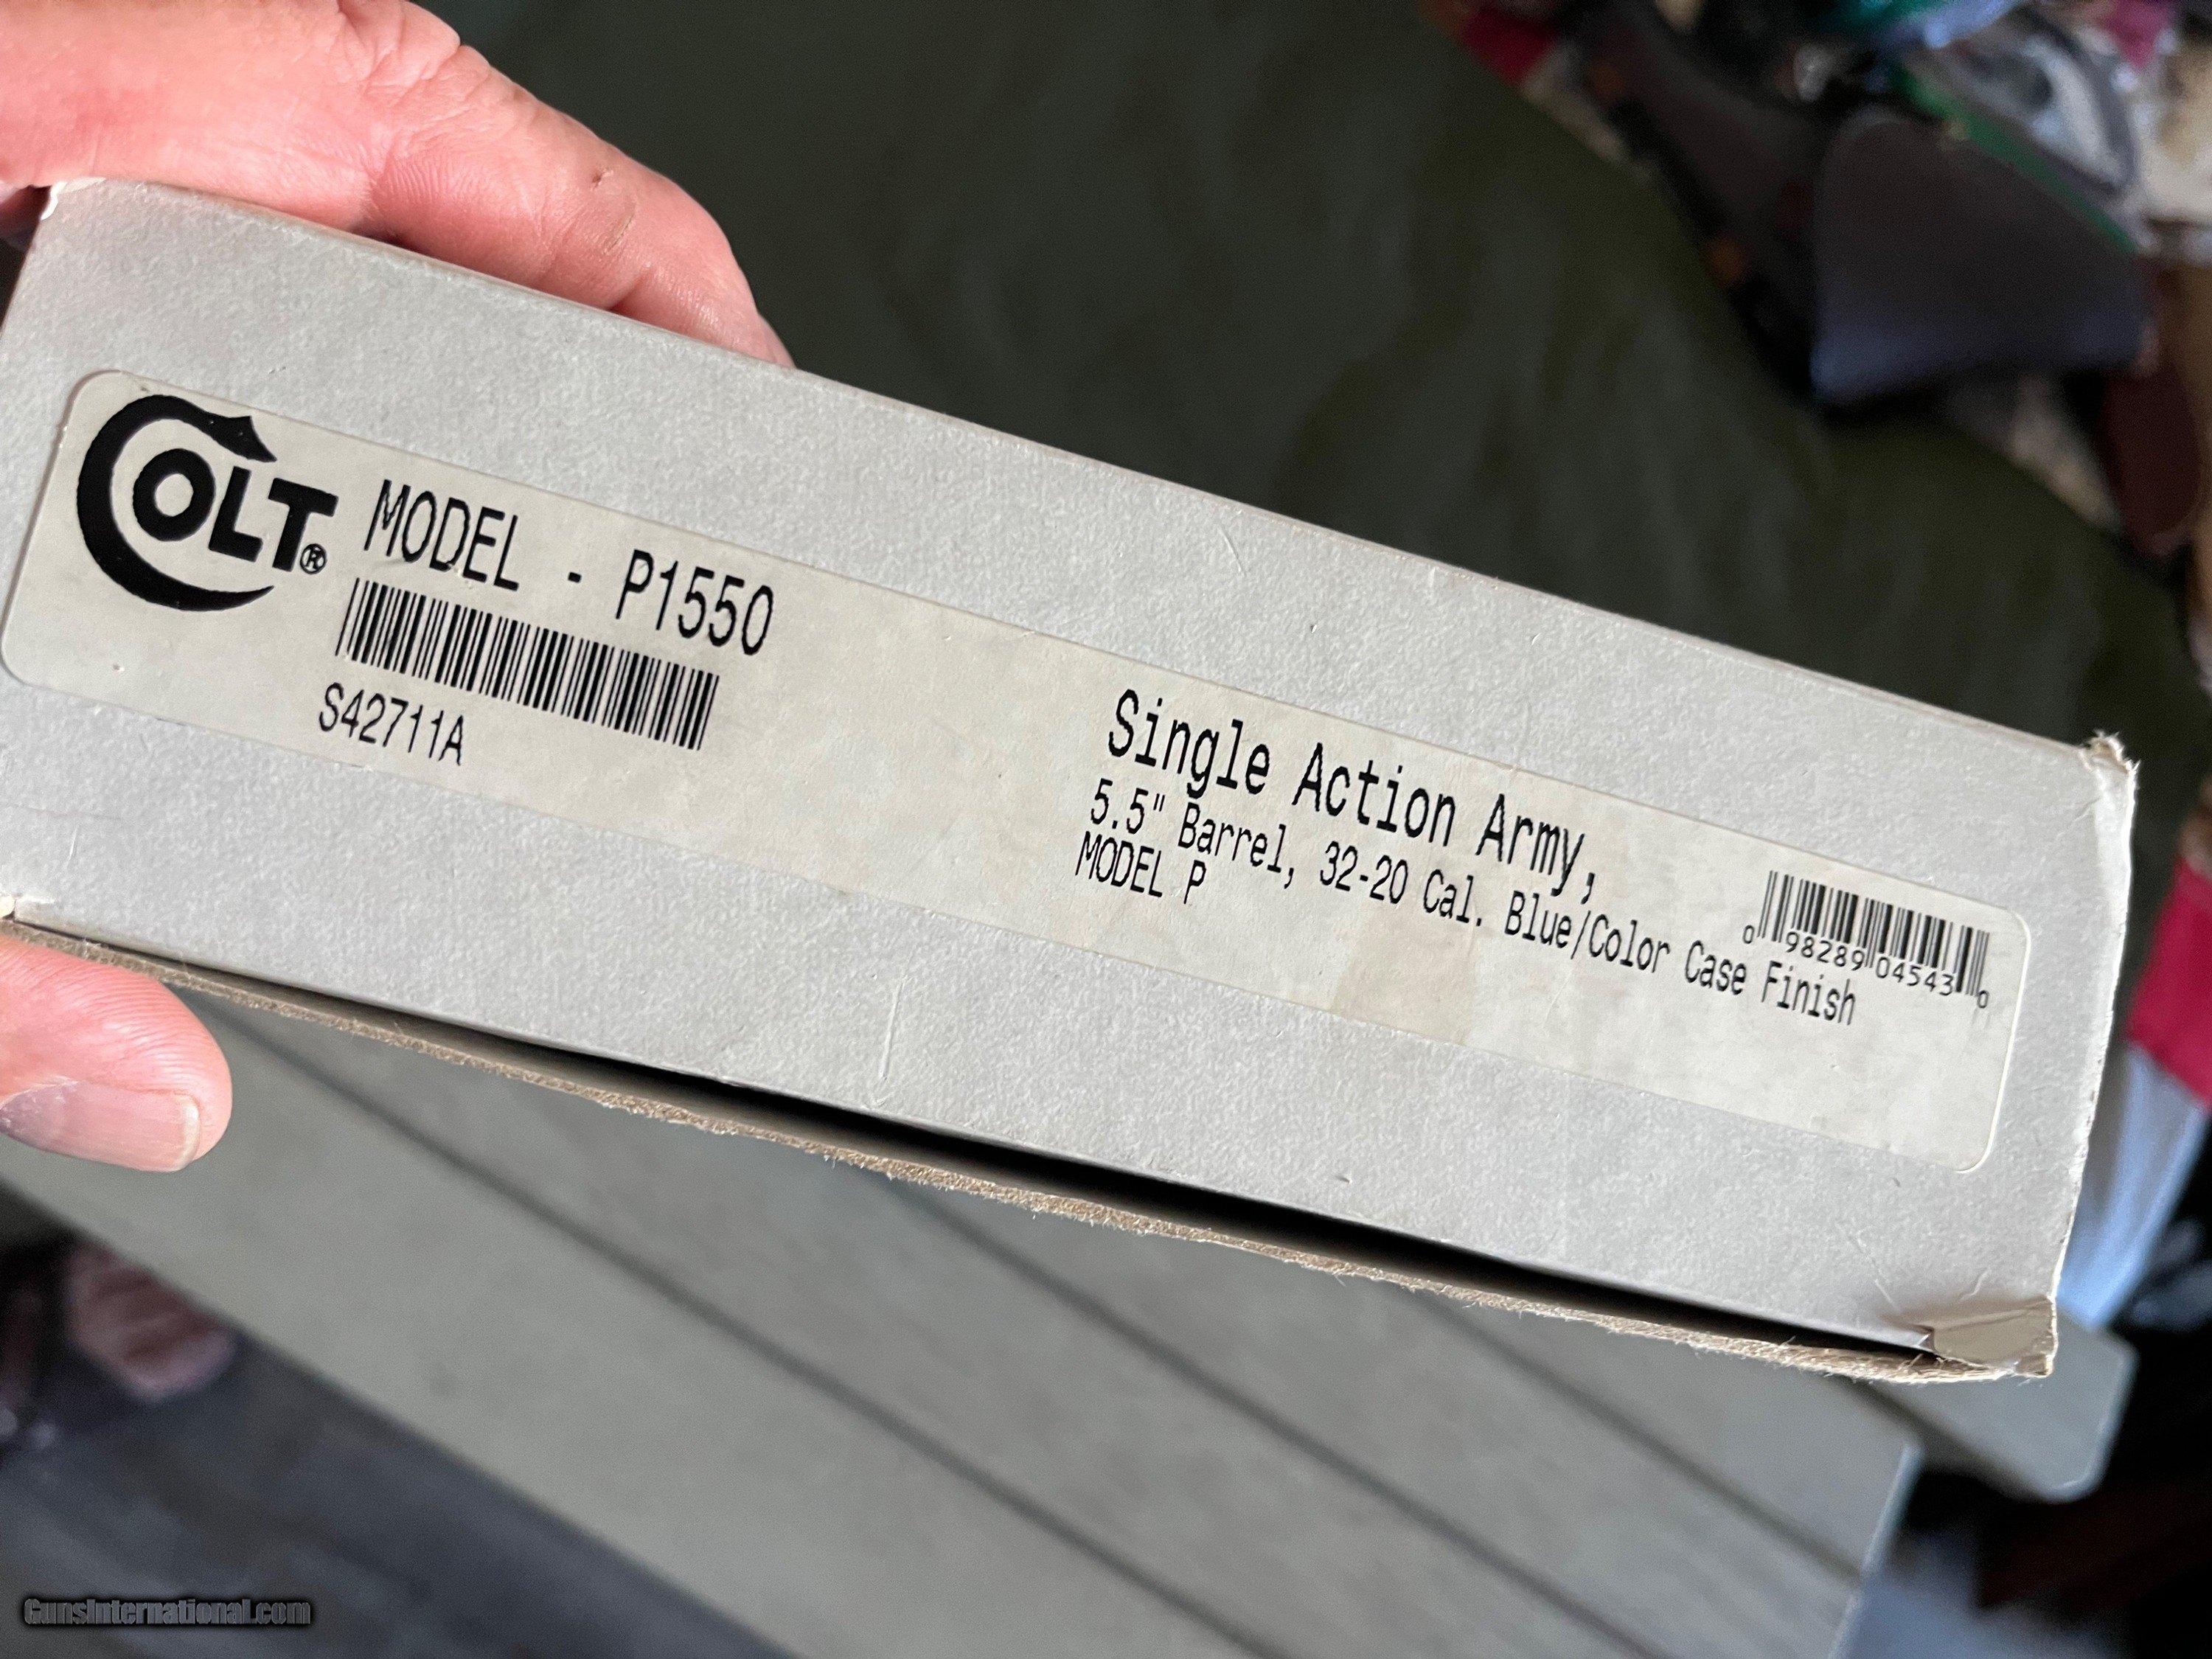 COLT®
MODEL - P1550
S42711A
Single Action Army,
5.5" Barrel, 32-20 Cal. Blue/Color Case Finish
MODEL P
0 98289 04543 0
GunsInternational.com